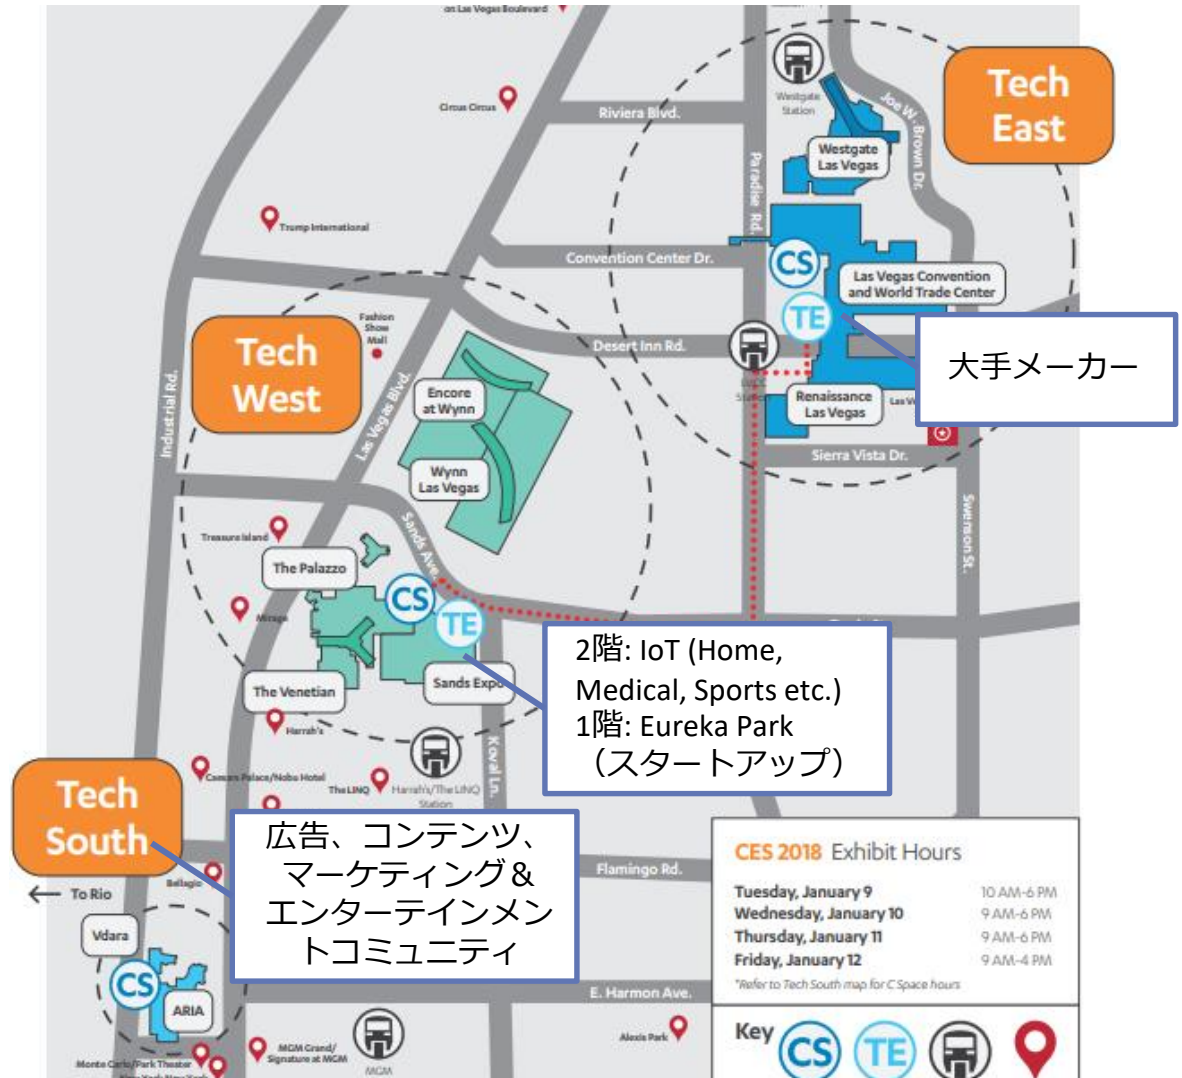 on Las Vegas Boulevard
Circus Circus
Riviera Blvd.
Westgate
Station
Joe W. Brown Dr.
Tech
East
Westgate
Las Vegas
Paradise Rd.
Trump International
Convention Center Dr.
CS
Las Vegas Convention
and World Trade Center
TE
Fashion
Show
Mall
Tech
West
Desert Inn Rd.
大手メーカー
Industrial Rd.
Las Vegas Blvd.
Encore
at Wynn
Renaissance
Las Vegas
Las Ve
Sierra Vista Dr.
Wynn
Las Vegas
Swenson St.
Treasure Island
Sands Ave.
The Palazzo
CS
TE
Mirage
The Venetian
Sands Expo
2階: IoT (Home,
Medical, Sports etc.)
1階: Eureka Park
（スタートアップ）
Harrah's
Koval Ln.
Caesars Palace/Nobu Hotel
The LINQ
Harrah's/The LINQ
Station
Tech
South
広告、コンテンツ、
マーケティング＆
エンターテインメン
トコミュニティ
Flamingo Rd.
Bellagio
To Rio
Vdara
CS
ARIA
E. Harmon Ave.
MGM Grand/
Signature at MGM
MGM
Alexis Park
Monte Carlo/Park Theater
New York New York
CES 2018 Exhibit Hours
Tuesday, January 9 10 AM-6 PM
Wednesday, January 10 9 AM-6 PM
Thursday, January 11 9 AM-6 PM
Friday, January 12 9 AM-4 PM
*Refer to Tech South map for C Space hours
Key
CS
TE